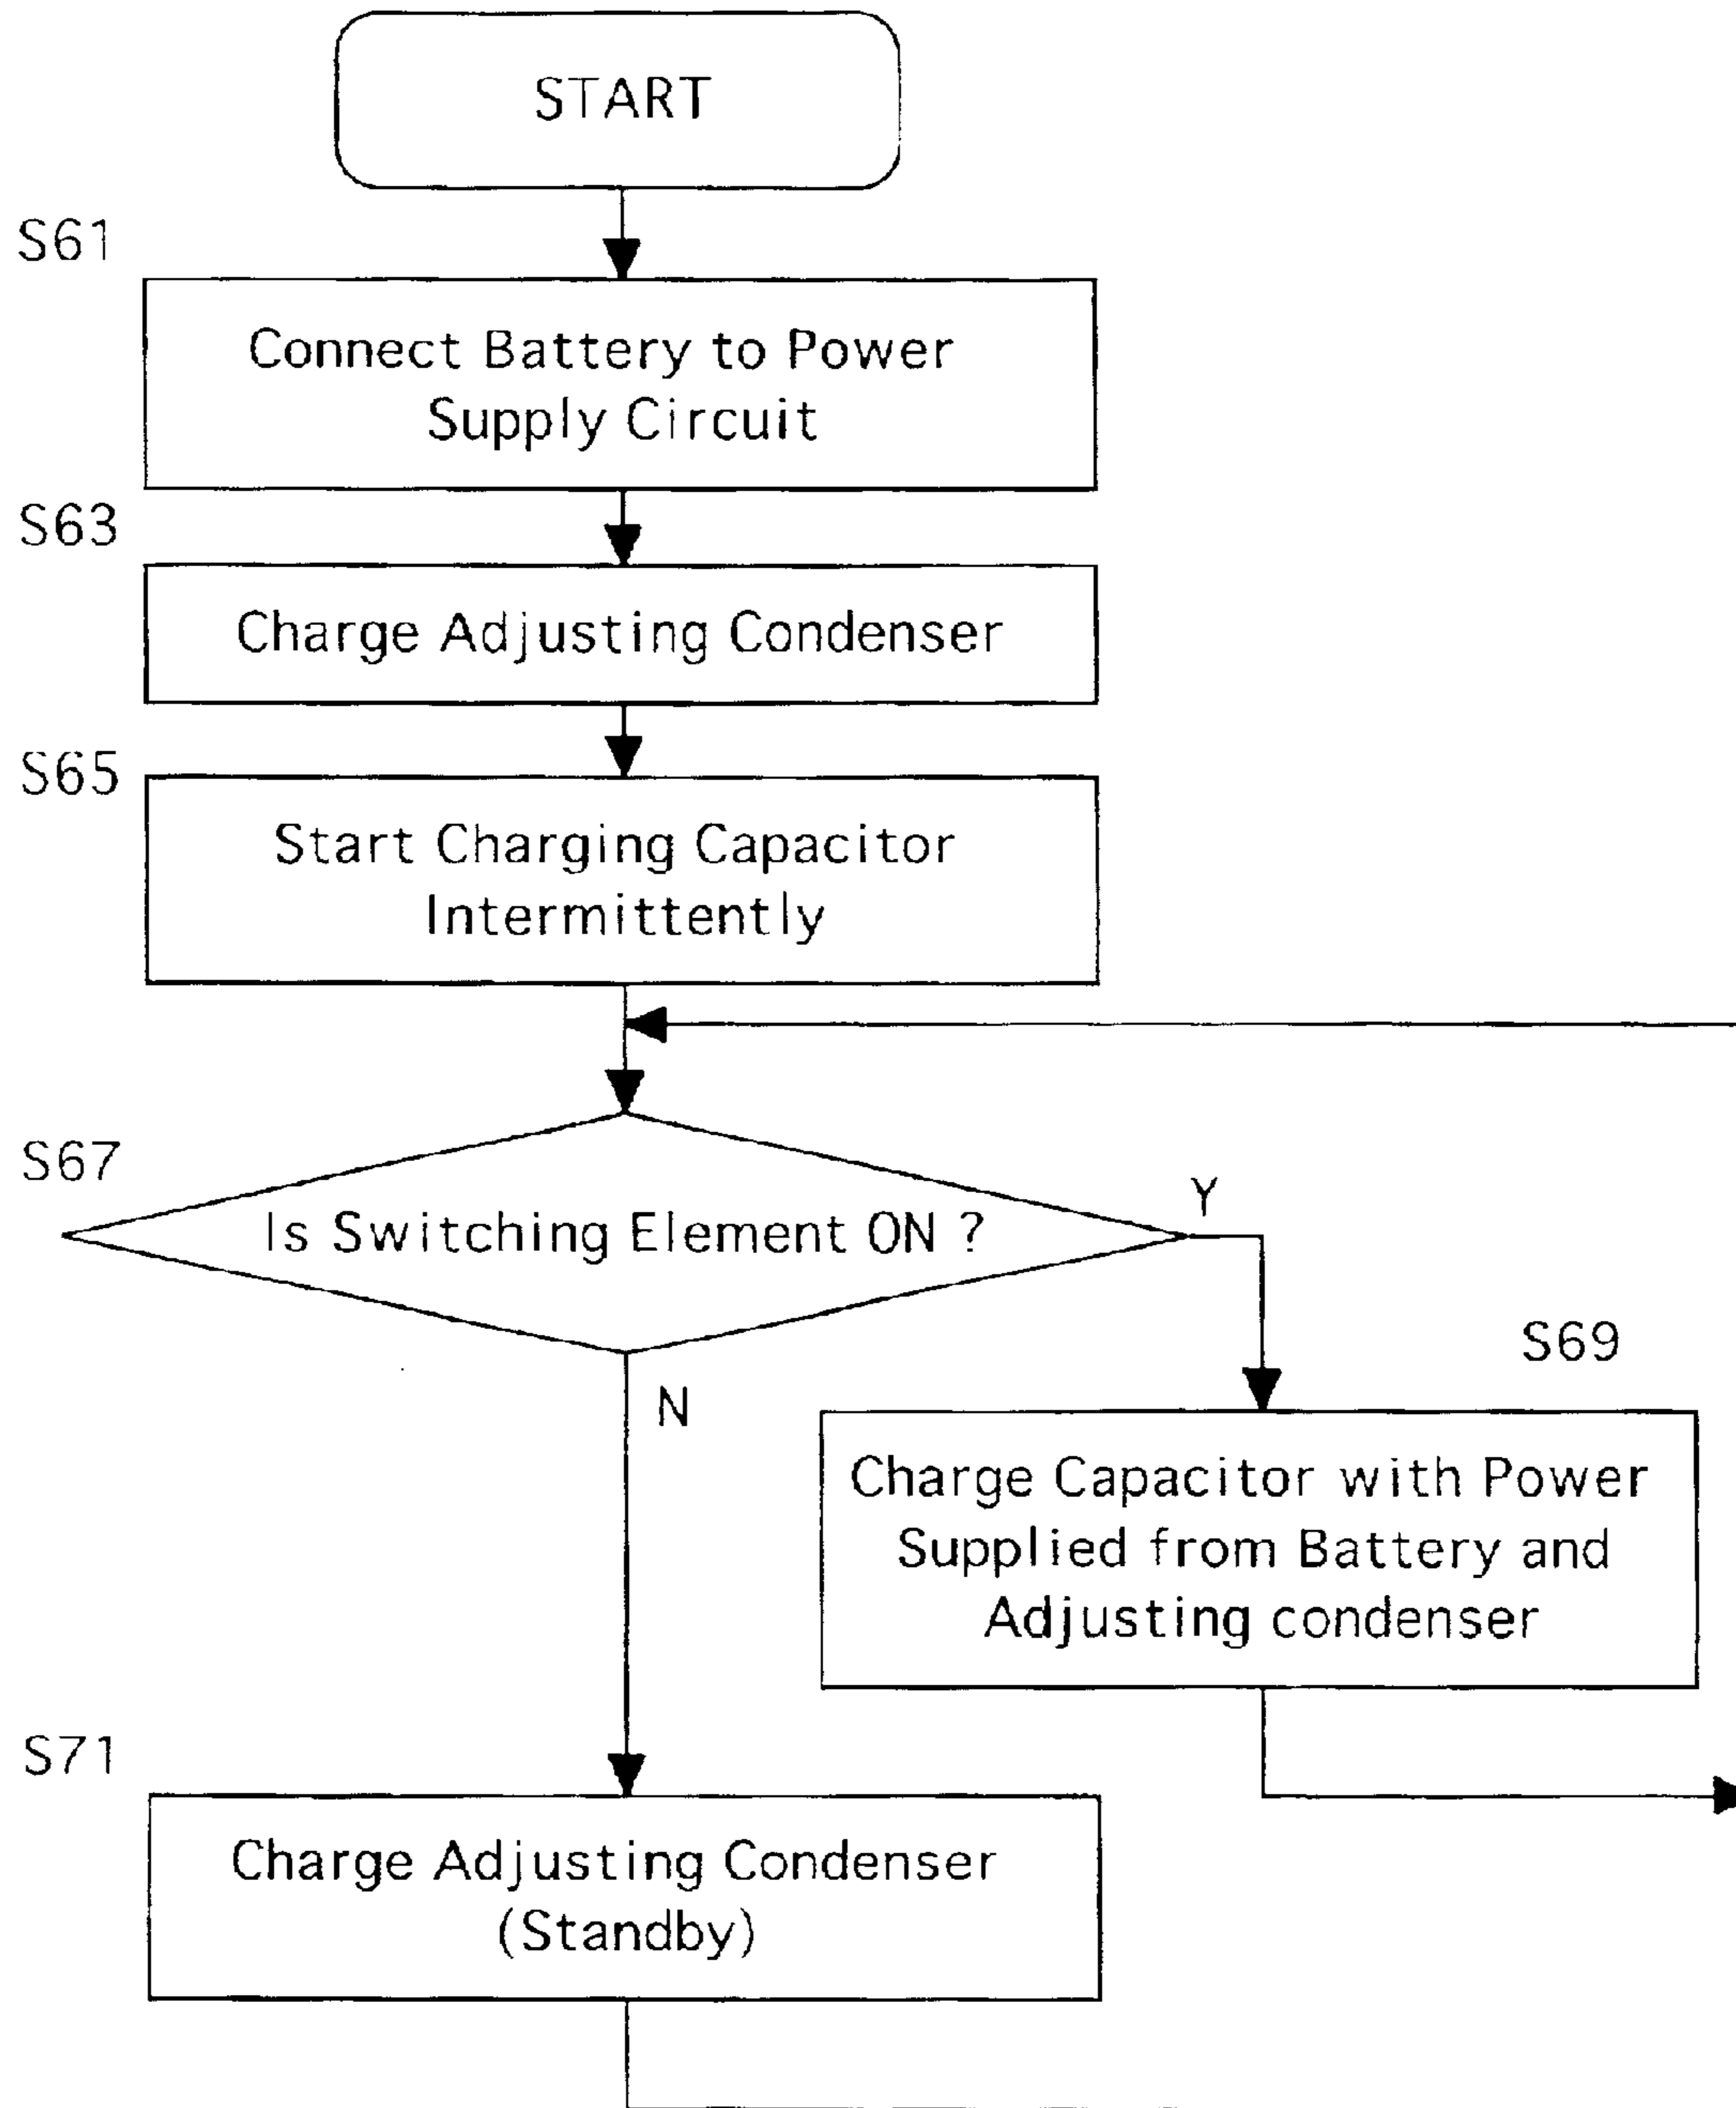 START
S61
Connect Battery to Power
Supply Circuit
S63
Charge Adjusting Condenser
S65
Start Charging Capacitor
Intermittently
S67
Is Switching Element ON ?
Y
N
S69
Charge Capacitor with Power
Supplied from Battery and
Adjusting condenser
S71
Charge Adjusting Condenser
(Standby)